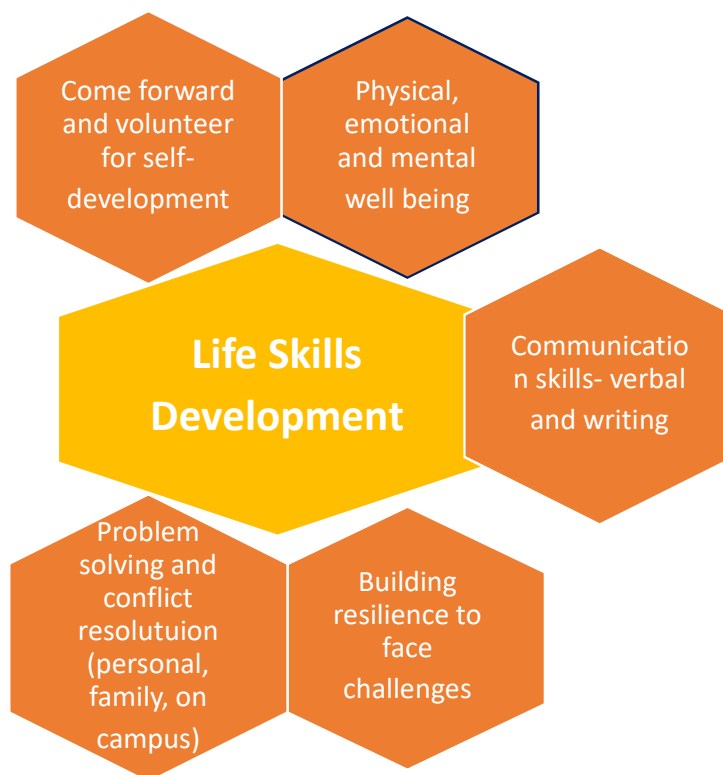 Come forward
and volunteer
for self-
development
Physical,
emotional
and mental
well being
Life Skills
Development
Communicatio
n skills- verbal
and writing
Problem
solving and
conflict
resolutuion
(personal,
family, on
campus)
Building
resilience to
face
challenges